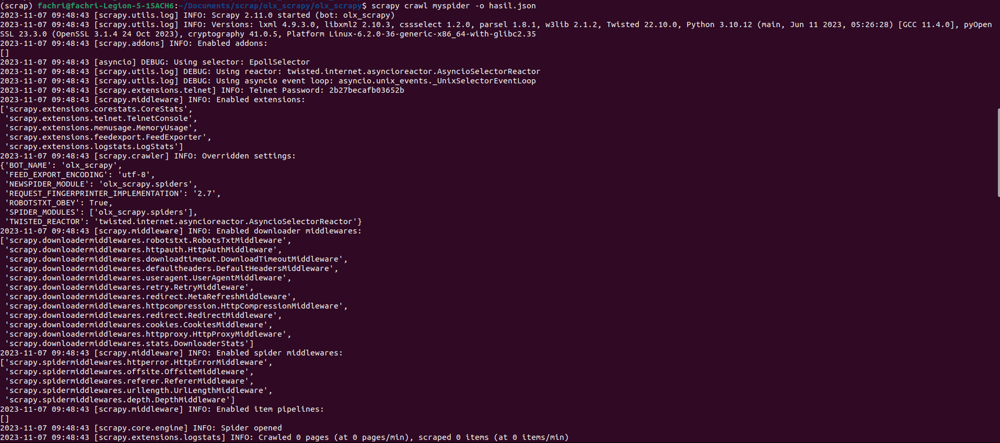 (scrap) fachri@fachri-Legion-5-15ACH6:~/Documents/scrap/olx_scrapy/olx_scrapy$ scrapy crawl myspider -o hasil.json
2023-11-07 09:48:43 [scrapy.utils.log] INFO: Scrapy 2.11.0 started (bot: olx_scrapy)
2023-11-07 09:48:43 [scrapy.utils.log] INFO: Versions: lxml 4.9.3.0, libxml2 2.10.3, cssselect 1.2.0, parsel 1.8.1, w3lib 2.1.2, Twisted 22.10.0, Python 3.10.12 (main, Jun 11 2023, 05:26:28) [GCC 11.4.0], pyOpen
SSL 23.3.0 (OpenSSL 3.1.4 24 Oct 2023), cryptography 41.0.5, Platform Linux-6.2.0-36-generic-x86_64-with-glibc2.35
2023-11-07 09:48:43 [scrapy.addons] INFO: Enabled addons:
[]
2023-11-07 09:48:43 [asyncio] DEBUG: Using selector: EpollSelector
2023-11-07 09:48:43 [scrapy.utils.log] DEBUG: Using reactor: twisted.internet.asyncioreactor.AsyncioSelectorReactor
2023-11-07 09:48:43 [scrapy.utils.log] DEBUG: Using asyncio event loop: asyncio.unix_events._UnixSelectorEventLoop
2023-11-07 09:48:43 [scrapy.extensions.telnet] INFO: Telnet Password: 2b27becafb03652b
2023-11-07 09:48:43 [scrapy.middleware] INFO: Enabled extensions:
['scrapy.extensions.corestats.CoreStats',
 'scrapy.extensions.telnet.TelnetConsole',
 'scrapy.extensions.memusage.MemoryUsage',
 'scrapy.extensions.feedexport.FeedExporter',
 'scrapy.extensions.logstats.LogStats']
2023-11-07 09:48:43 [scrapy.crawler] INFO: Overridden settings:
{'BOT_NAME': 'olx_scrapy',
 'FEED_EXPORT_ENCODING': 'utf-8',
 'NEWSPIDER_MODULE': 'olx_scrapy.spiders',
 'REQUEST_FINGERPRINTER_IMPLEMENTATION': '2.7',
 'ROBOTSTXT_OBEY': True,
 'SPIDER_MODULES': ['olx_scrapy.spiders'],
 'TWISTED_REACTOR': 'twisted.internet.asyncioreactor.AsyncioSelectorReactor'}
2023-11-07 09:48:43 [scrapy.middleware] INFO: Enabled downloader middlewares:
['scrapy.downloadermiddlewares.robotstxt.RobotsTxtMiddleware',
 'scrapy.downloadermiddlewares.httpauth.HttpAuthMiddleware',
 'scrapy.downloadermiddlewares.downloadtimeout.DownloadTimeoutMiddleware',
 'scrapy.downloadermiddlewares.defaultheaders.DefaultHeadersMiddleware',
 'scrapy.downloadermiddlewares.useragent.UserAgentMiddleware',
 'scrapy.downloadermiddlewares.retry.RetryMiddleware',
 'scrapy.downloadermiddlewares.redirect.MetaRefreshMiddleware',
 'scrapy.downloadermiddlewares.httpcompression.HttpCompressionMiddleware',
 'scrapy.downloadermiddlewares.redirect.RedirectMiddleware',
 'scrapy.downloadermiddlewares.cookies.CookiesMiddleware',
 'scrapy.downloadermiddlewares.httpproxy.HttpProxyMiddleware',
 'scrapy.downloadermiddlewares.stats.DownloaderStats']
2023-11-07 09:48:43 [scrapy.middleware] INFO: Enabled spider middlewares:
['scrapy.spidermiddlewares.httperror.HttpErrorMiddleware',
 'scrapy.spidermiddlewares.offsite.OffsiteMiddleware',
 'scrapy.spidermiddlewares.referer.RefererMiddleware',
 'scrapy.spidermiddlewares.urllength.UrlLengthMiddleware',
 'scrapy.spidermiddlewares.depth.DepthMiddleware']
2023-11-07 09:48:43 [scrapy.middleware] INFO: Enabled item pipelines:
[]
2023-11-07 09:48:43 [scrapy.core.engine] INFO: Spider opened
2023-11-07 09:48:43 [scrapy.extensions.logstats] INFO: Crawled 0 pages (at 0 pages/min), scraped 0 items (at 0 items/min)